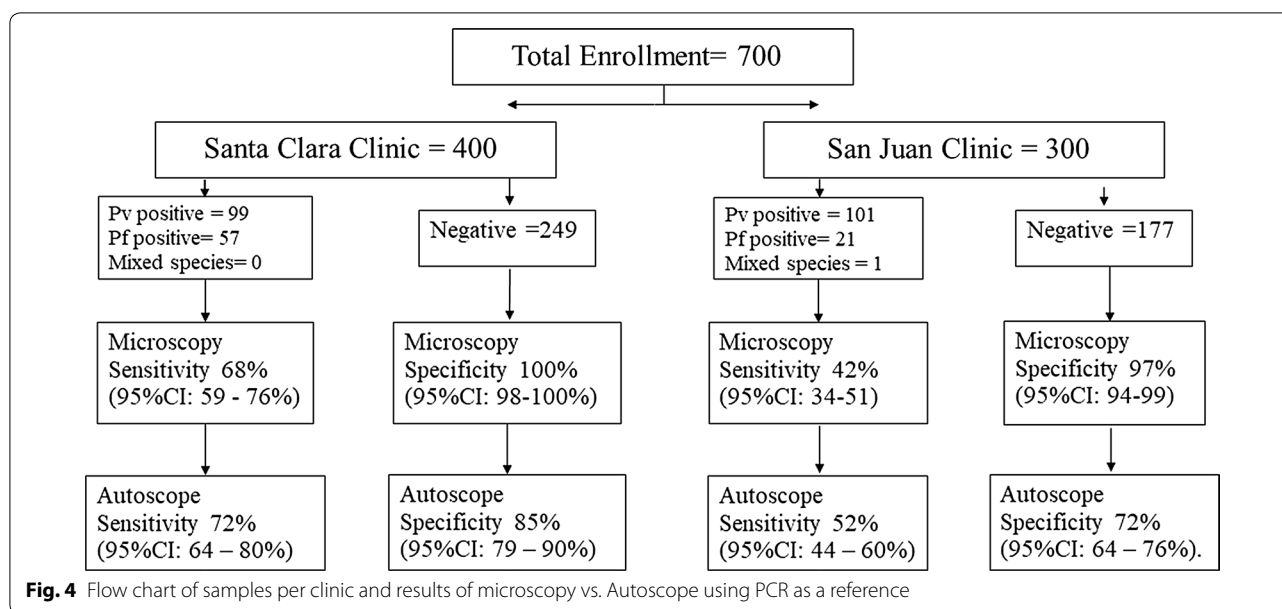 Total Enrollment= 700
Santa Clara Clinic = 400
San Juan Clinic = 300
Pv positive = 99
Pf positive= 57
Mixed species= 0
Negative =249
Pv positive = 101
Pf positive= 21
Mixed species = 1
Negative =177
Microscopy
Sensitivity 68%
(95%CI: 59 - 76%)
Microscopy
Specificity 100%
(95%CI: 98-100%)
Microscopy
Sensitivity 42%
(95%CI: 34-51)
Microscopy
Specificity 97%
(95%CI: 94-99)
Autoscope
Sensitivity 72%
(95%CI: 64 – 80%)
Autoscope
Specificity 85%
(95%CI: 79 – 90%)
Autoscope
Sensitivity 52%
(95%CI: 44 – 60%)
Autoscope
Specificity 72%
(95%CI: 64 – 76%).
Fig. 4 Flow chart of samples per clinic and results of microscopy vs. Autoscope using PCR as a reference